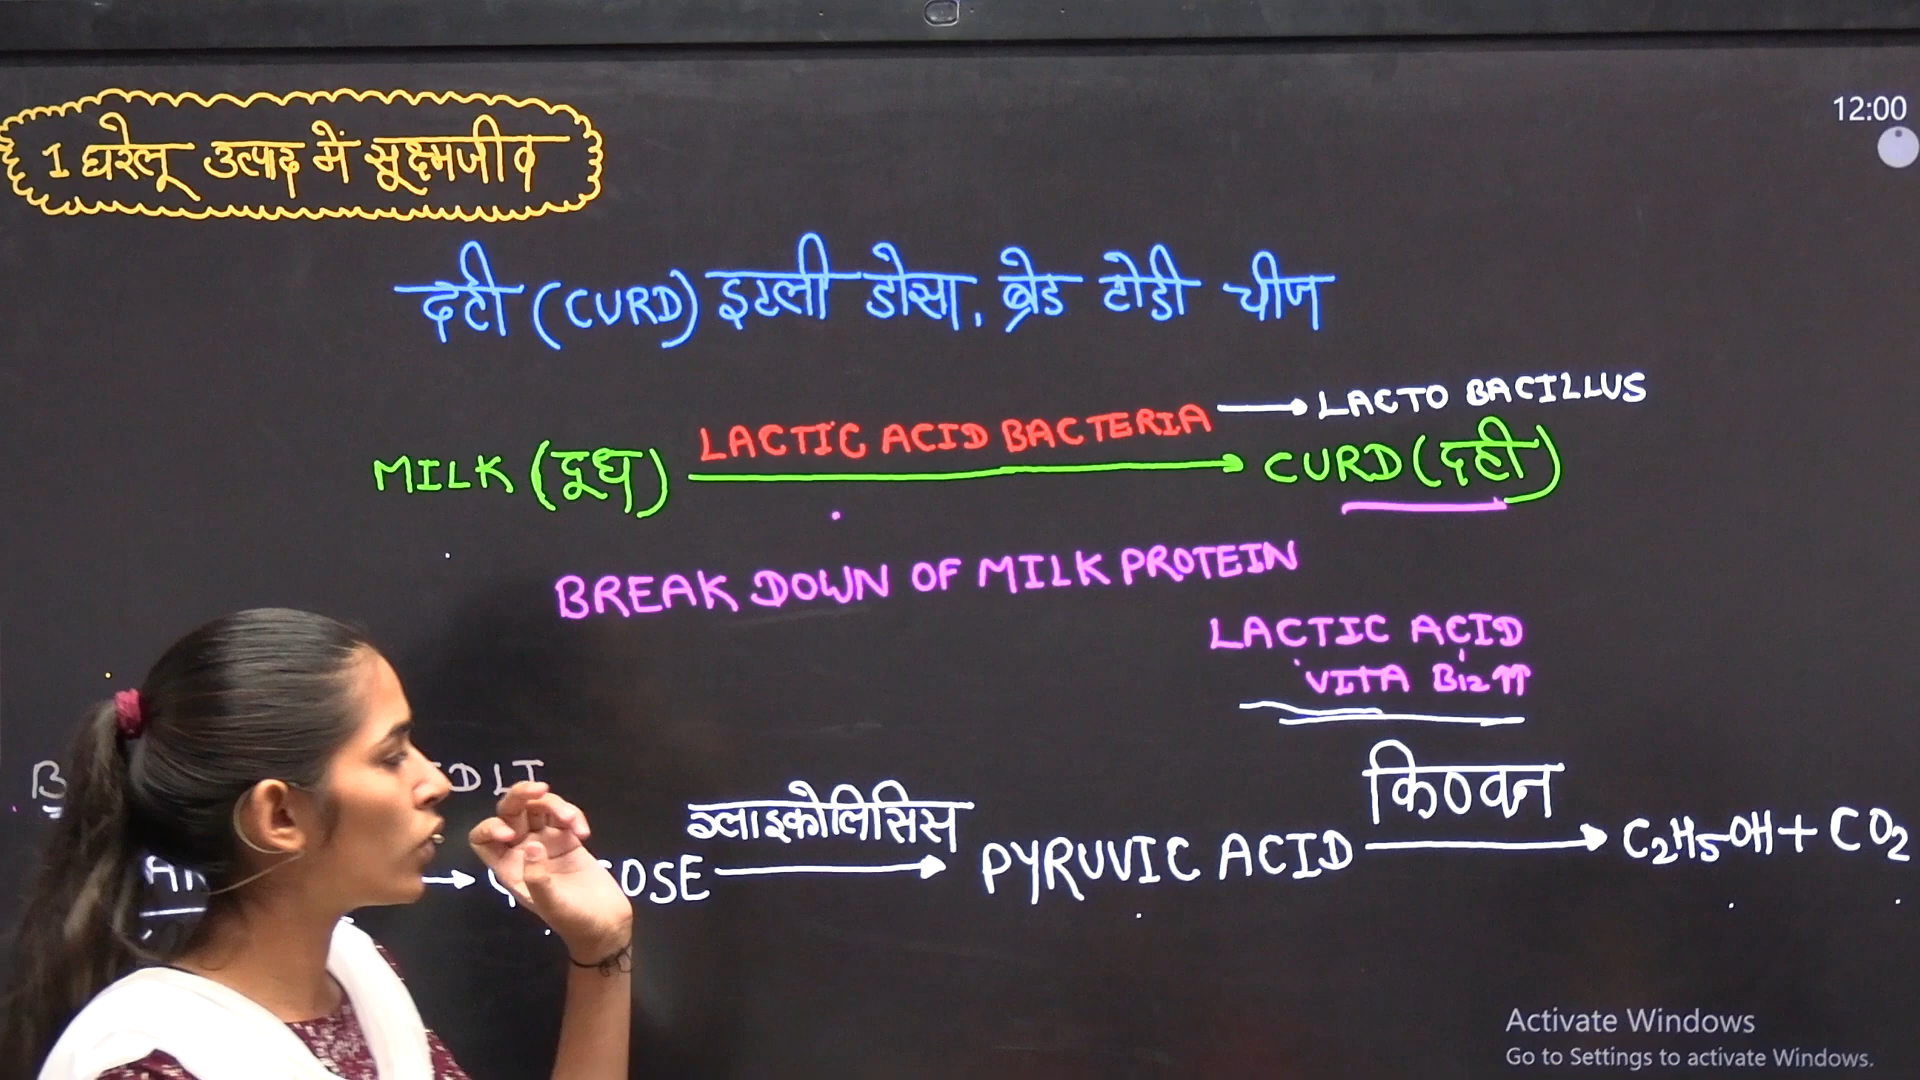 12:00
1 घरेलू उत्पाद में सूक्ष्मजीव
दही (CURD) इटली डोसा, ब्रेड टोडी चीज
LACTIC ACID BACTERIA → LACTO BACILLUS
MILK (दूध) → CURD (दही)
BREAK DOWN OF MILK PROTEIN
LACTIC ACID
VITA B12 ↑↑
ग्लाइकोलिसिस किण्वन
→ PYRUVIC ACID → C2H5OH + CO2
Activate Windows
Go to Settings to activate Windows.